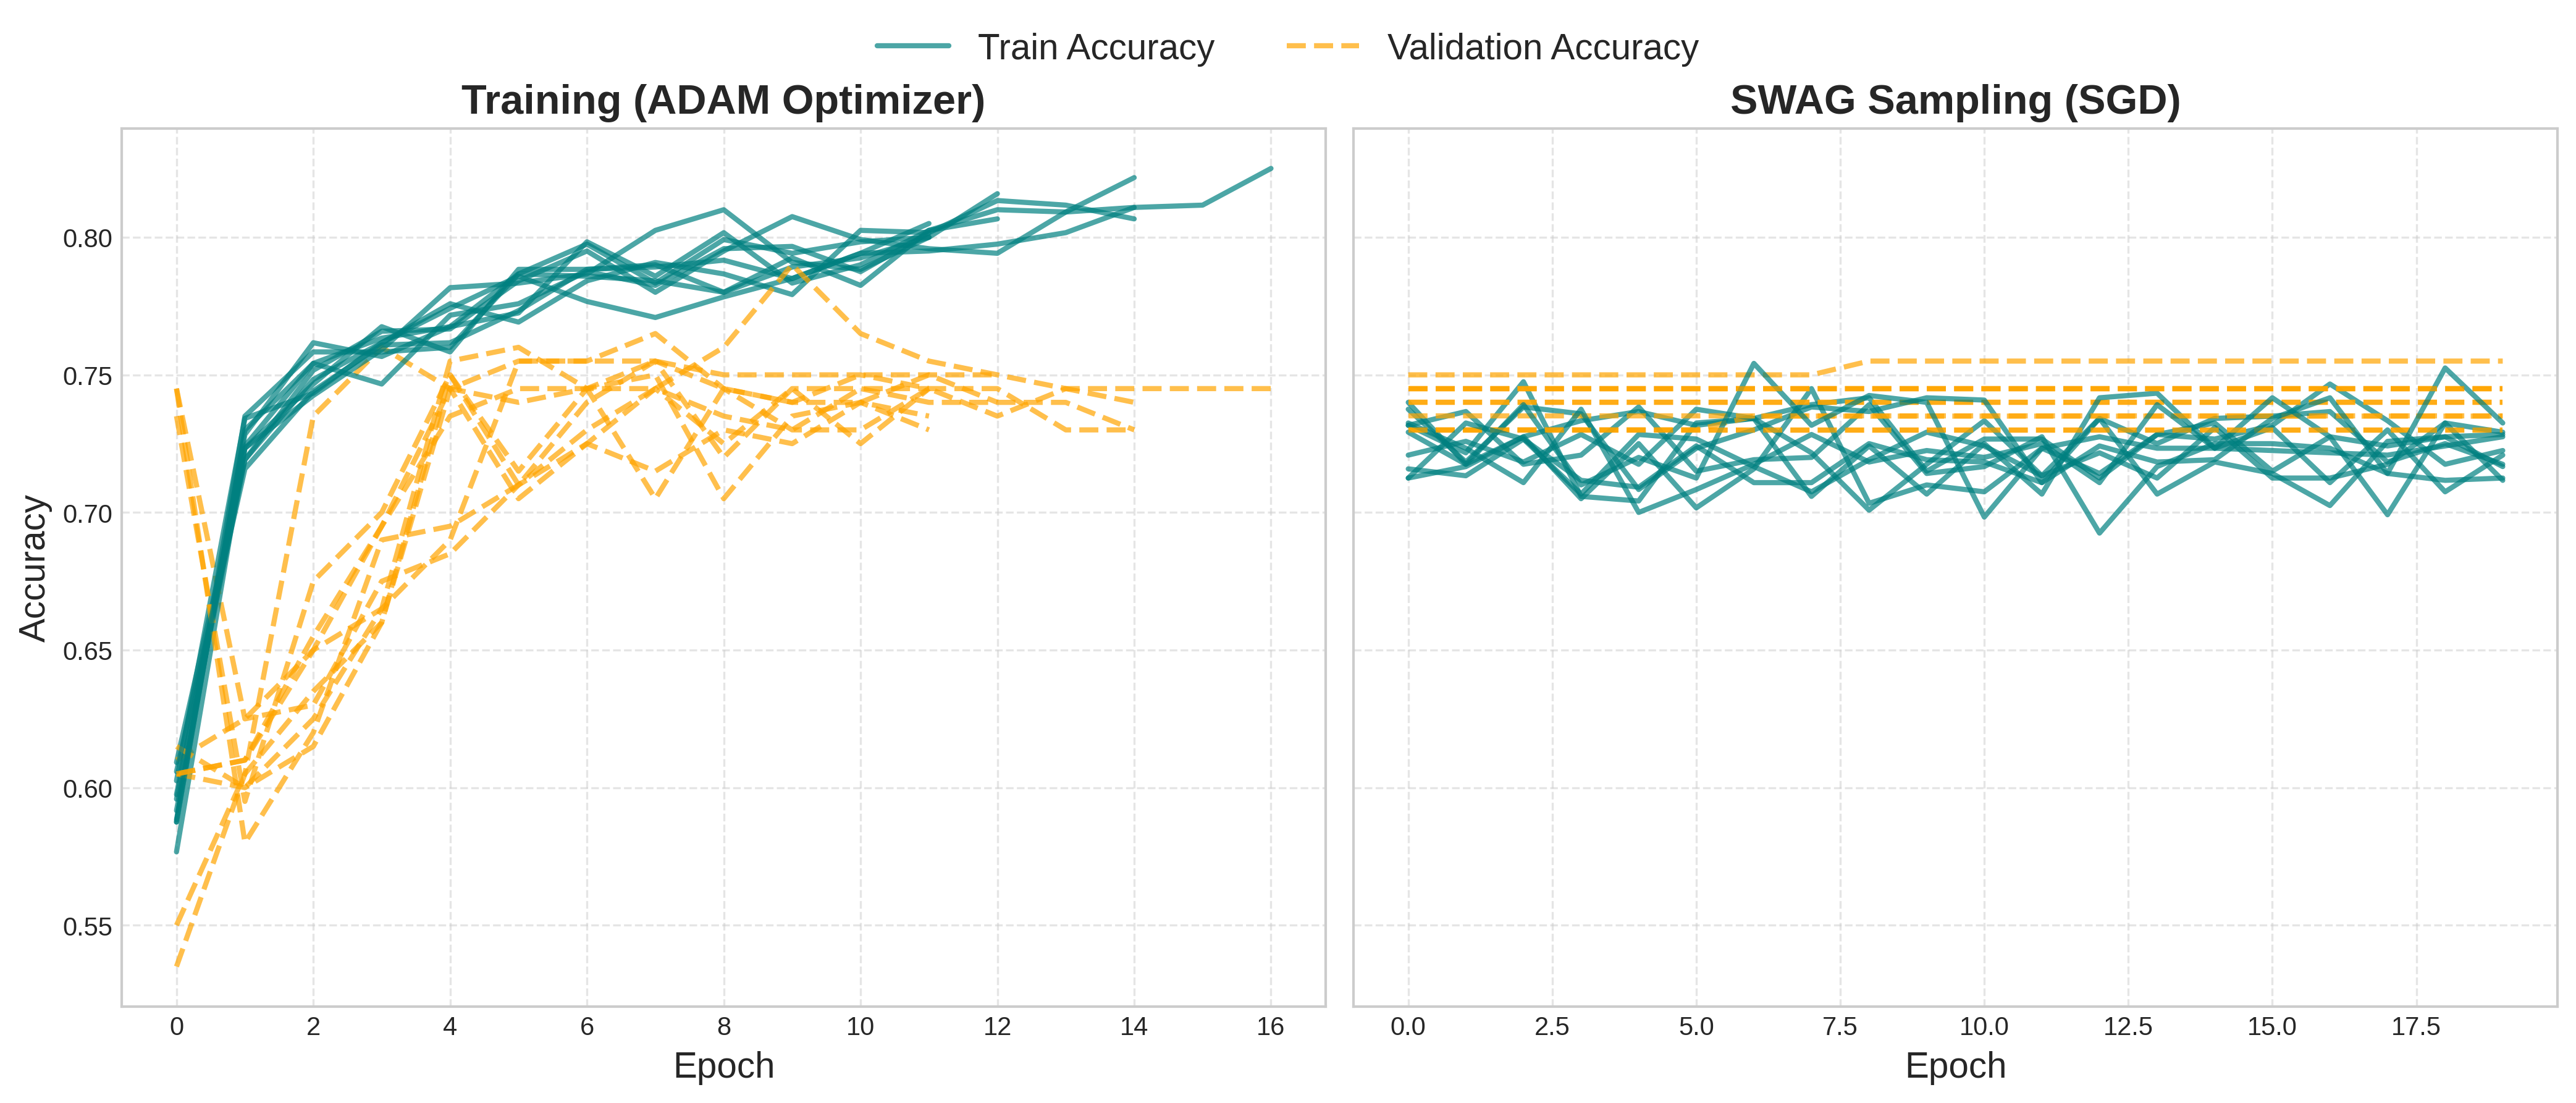 Train Accuracy Validation Accuracy
Training (ADAM Optimizer)
SWAG Sampling (SGD)
Accuracy
0.80
0.75
0.70
0.65
0.60
0.55
0 2 4 6 8 10 12 14 16
Epoch
0.0 2.5 5.0 7.5 10.0 12.5 15.0 17.5
Epoch